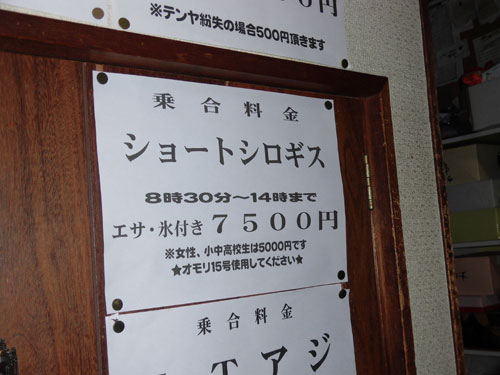 ※テンヤ紛失の場合500円頂きます
乗合料金
ショートシロギス
8時30分～14時まで
エサ・氷付き 7500円
※女性、小中高校生は5000円です
★オモリ15号使用してください★
乗合料金
アジ